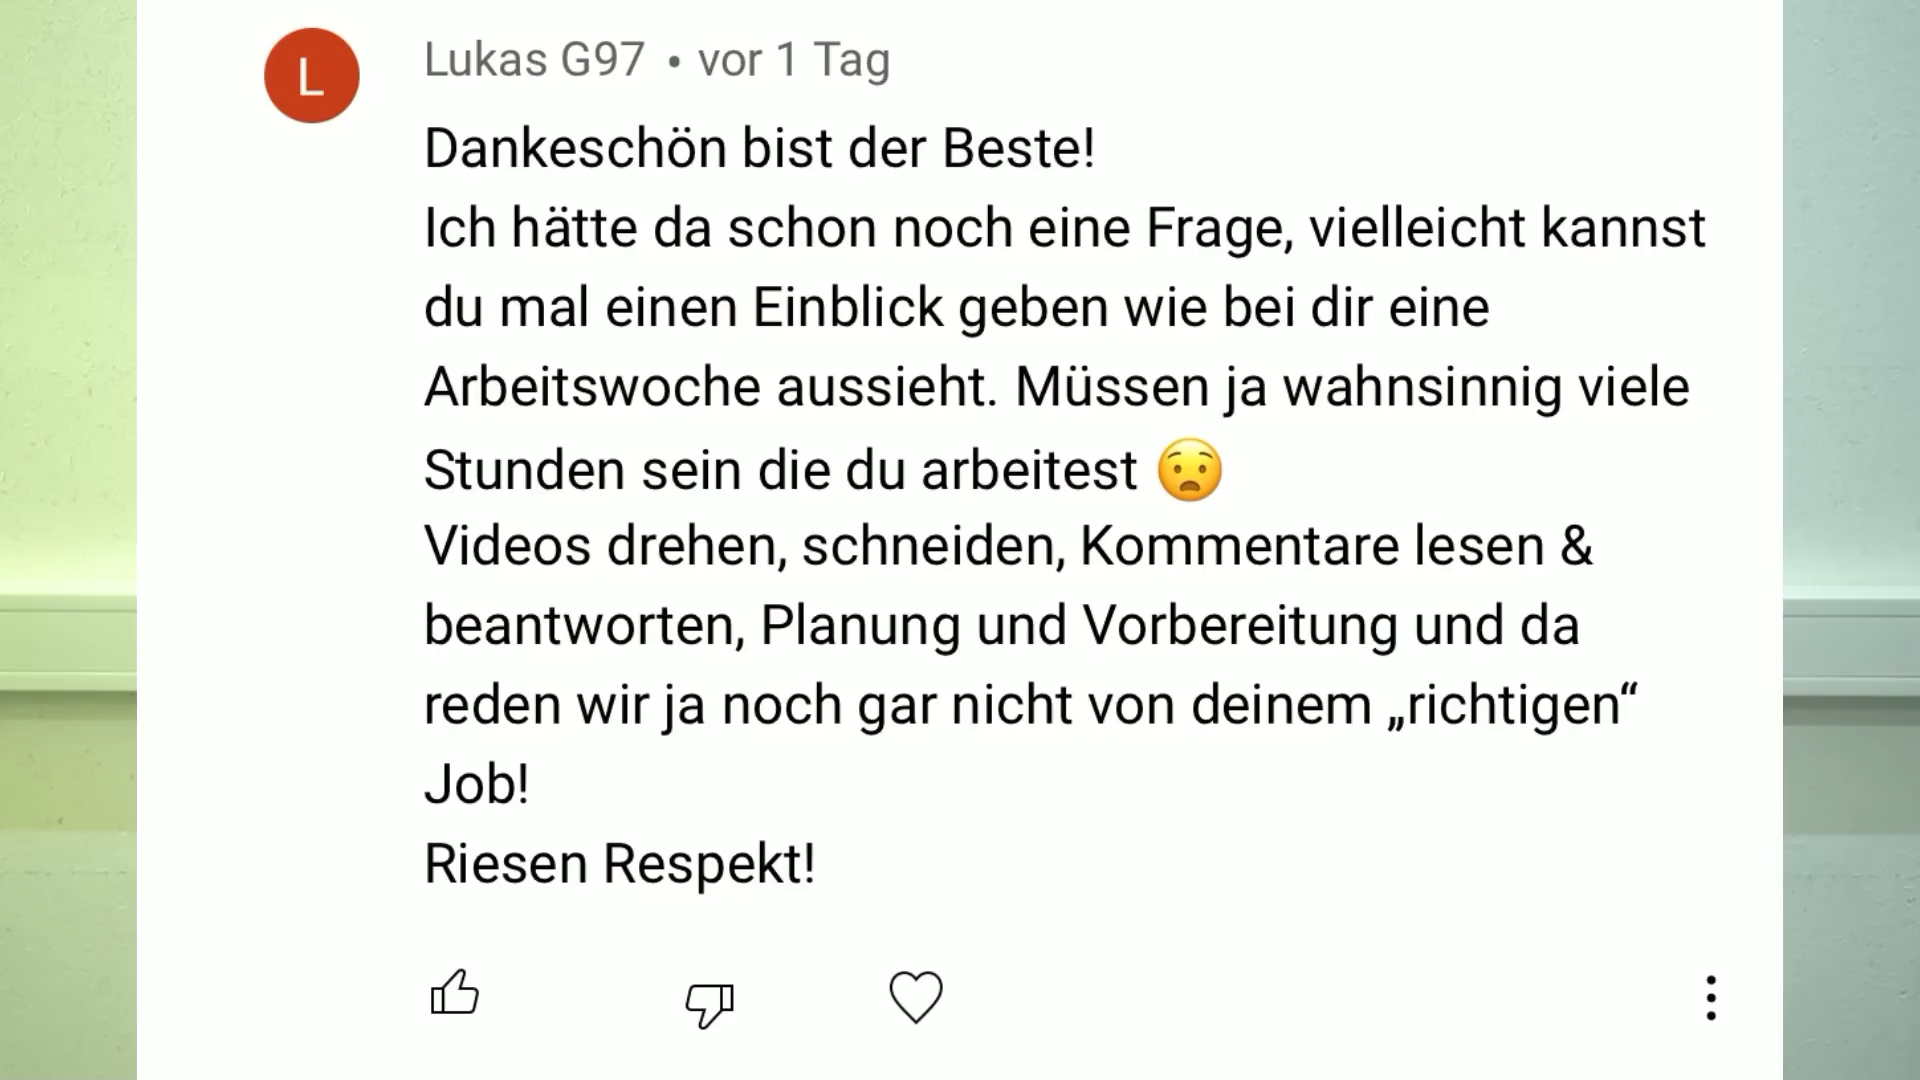 L
Lukas G97 • vor 1 Tag
Dankeschön bist der Beste!
Ich hätte da schon noch eine Frage, vielleicht kannst
du mal einen Einblick geben wie bei dir eine
Arbeitswoche aussieht. Müssen ja wahnsinnig viele
Stunden sein die du arbeitest 😧
Videos drehen, schneiden, Kommentare lesen &
beantworten, Planung und Vorbereitung und da
reden wir ja noch gar nicht von deinem „richtigen“
Job!
Riesen Respekt!